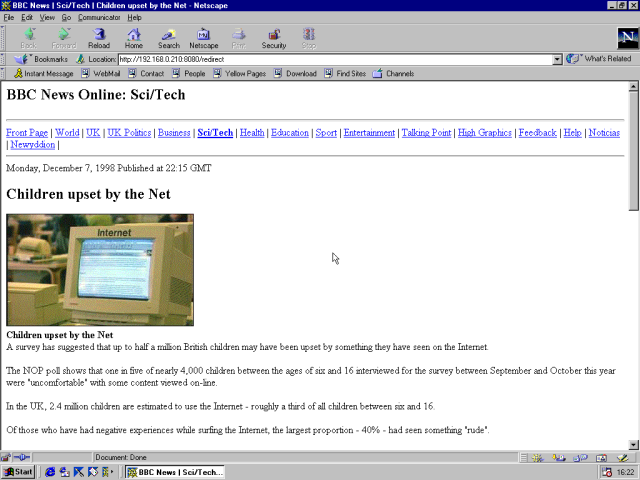 BBC News | Sci/Tech | Children upset by the Net - Netscape
File Edit View Go Communicator Help
Back Forward Reload Home Search Netscape Print Security Stop
Bookmarks Location: http://192.168.0.210:8080/redirect What's Related
Instant Message WebMail Contact People Yellow Pages Download Find Sites Channels
BBC News Online: Sci/Tech
Front Page | World | UK | UK Politics | Business | Sci/Tech | Health | Education | Sport | Entertainment | Talking Point | High Graphics | Feedback | Help | Noticias
| Newyddion |
Monday, December 7, 1998 Published at 22:15 GMT
Children upset by the Net
Internet
Children upset by the Net
A survey has suggested that up to half a million British children may have been upset by something they have seen on the Internet.
The NOP poll shows that one in five of nearly 4,000 children between the ages of six and 16 interviewed for the survey between September and October this year
were "uncomfortable" with some content viewed on-line.
In the UK, 2.4 million children are estimated to use the Internet - roughly a third of all children between six and 16.
Of those who have had negative experiences while surfing the Internet, the largest proportion - 40% - had seen something "rude".
Document: Done
Start BBC News | Sci/Tech... 16:22